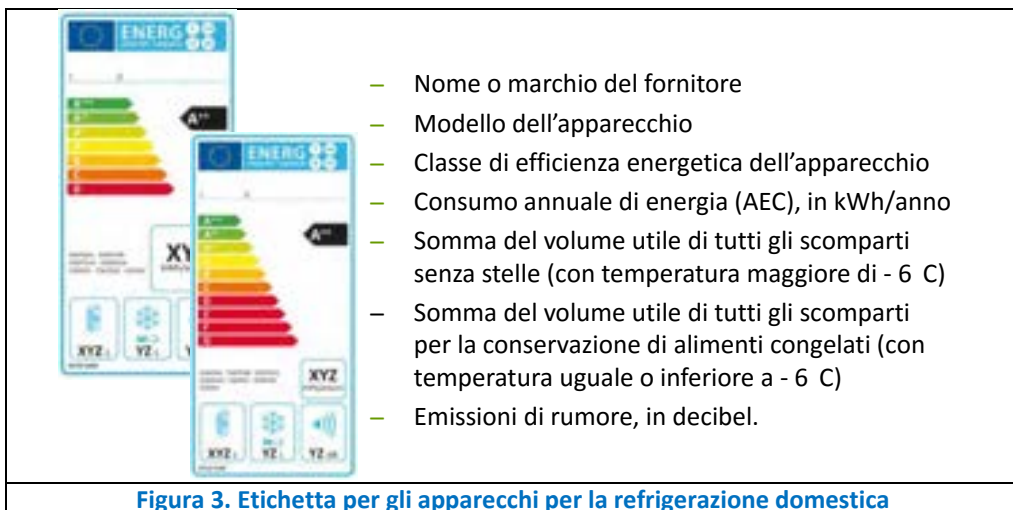 ENERG
A++
ENERG
A+++
A++
XYZ
XYZ L
YZ L
XYZ L
YZ L
YZ dB
– Nome o marchio del fornitore
– Modello dell’apparecchio
– Classe di efficienza energetica dell’apparecchio
– Consumo annuale di energia (AEC), in kWh/anno
– Somma del volume utile di tutti gli scomparti
senza stelle (con temperatura maggiore di - 6 C)
– Somma del volume utile di tutti gli scomparti
per la conservazione di alimenti congelati (con
temperatura uguale o inferiore a - 6 C)
– Emissioni di rumore, in decibel.
Figura 3. Etichetta per gli apparecchi per la refrigerazione domestica